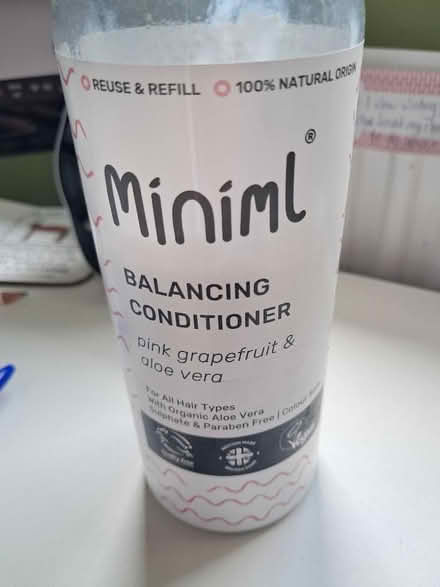 REUSE & REFILL 100% NATURAL ORIGIN
Miniml®
BALANCING
CONDITIONER
pink grapefruit &
aloe vera
For All Hair Types
With Organic Aloe Vera
Sulphate & Paraben Free | Colour